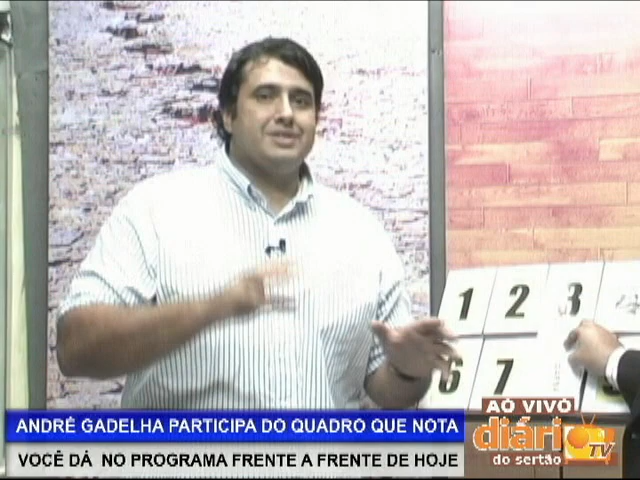 1 2 3
6 7
AO VIVO
diário
TV
do sertão
ANDRÉ GADELHA PARTICIPA DO QUADRO QUE NOTA
VOCÊ DÁ NO PROGRAMA FRENTE A FRENTE DE HOJE